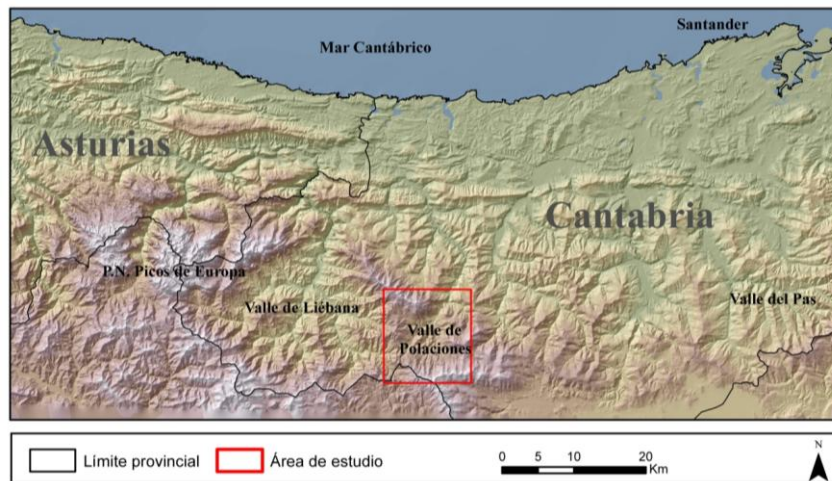 Santander
Mar Cantábrico
Asturias
Cantabria
P.N. Picos de Europa
Valle de Liébana
Valle del Pas
Valle de
Polaciones
Límite provincial
Área de estudio
0 5 10 20
Km
N